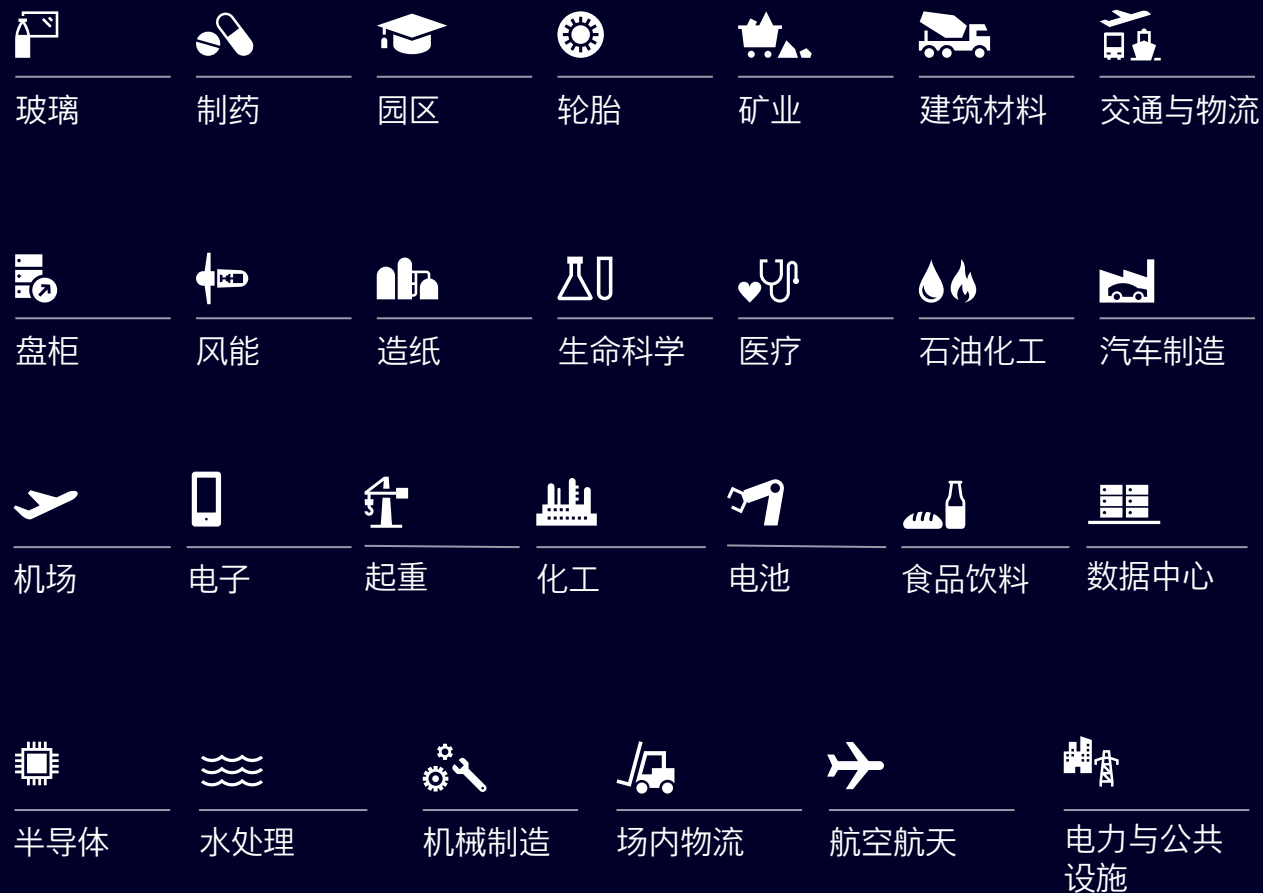 玻璃
制药
园区
轮胎
矿业
建筑材料
交通与物流
盘柜
风能
造纸
生命科学
医疗
石油化工
汽车制造
机场
电子
起重
化工
电池
食品饮料
数据中心
半导体
水处理
机械制造
场内物流
航空航天
电力与公共
设施